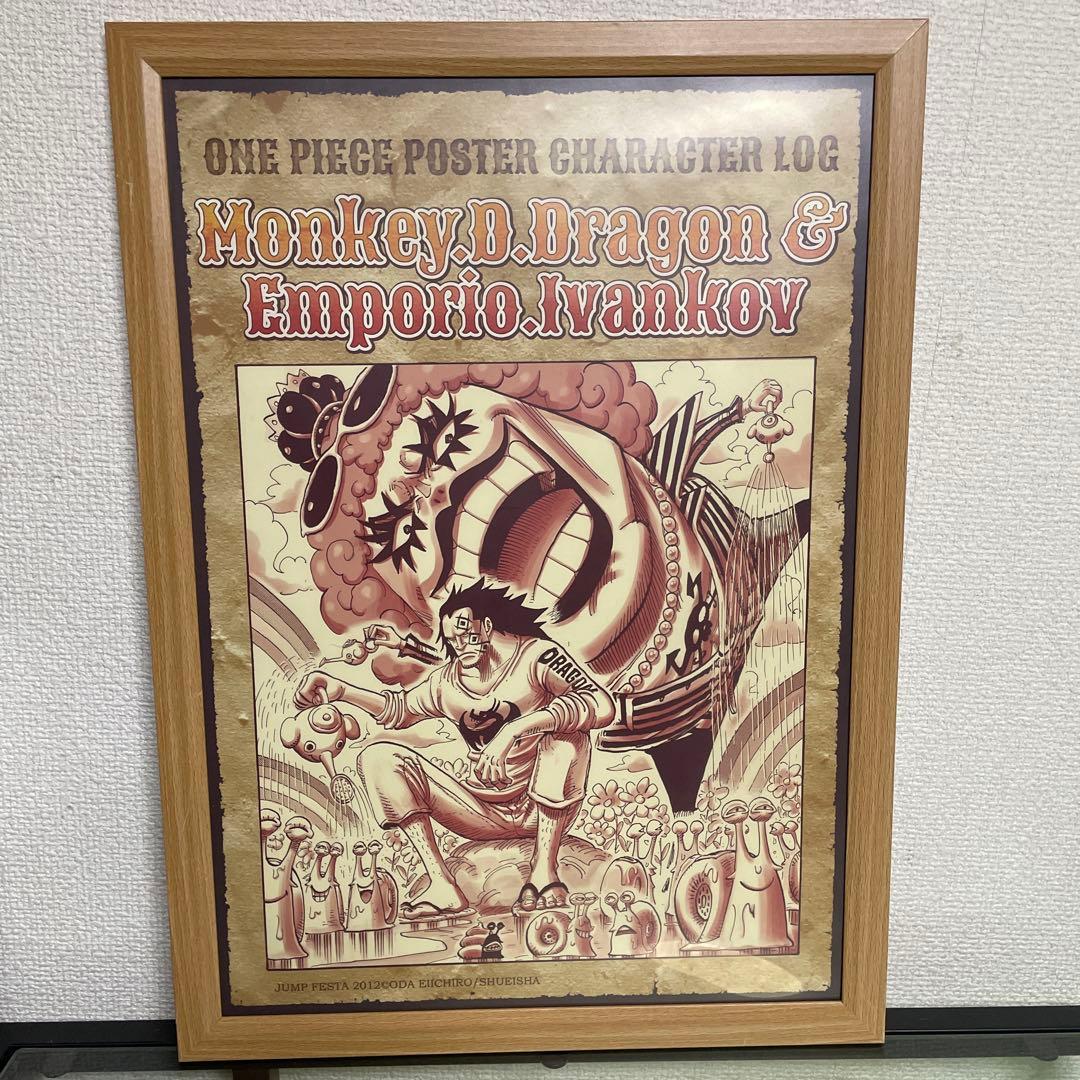 ONE PIECE POSTER CHARACTER LOG
Monkey.D.Dragon &
Emporio.Ivankov
DRAGON
JUMP FESTA 2012©ODA EIICHIRO/SHUEISHA